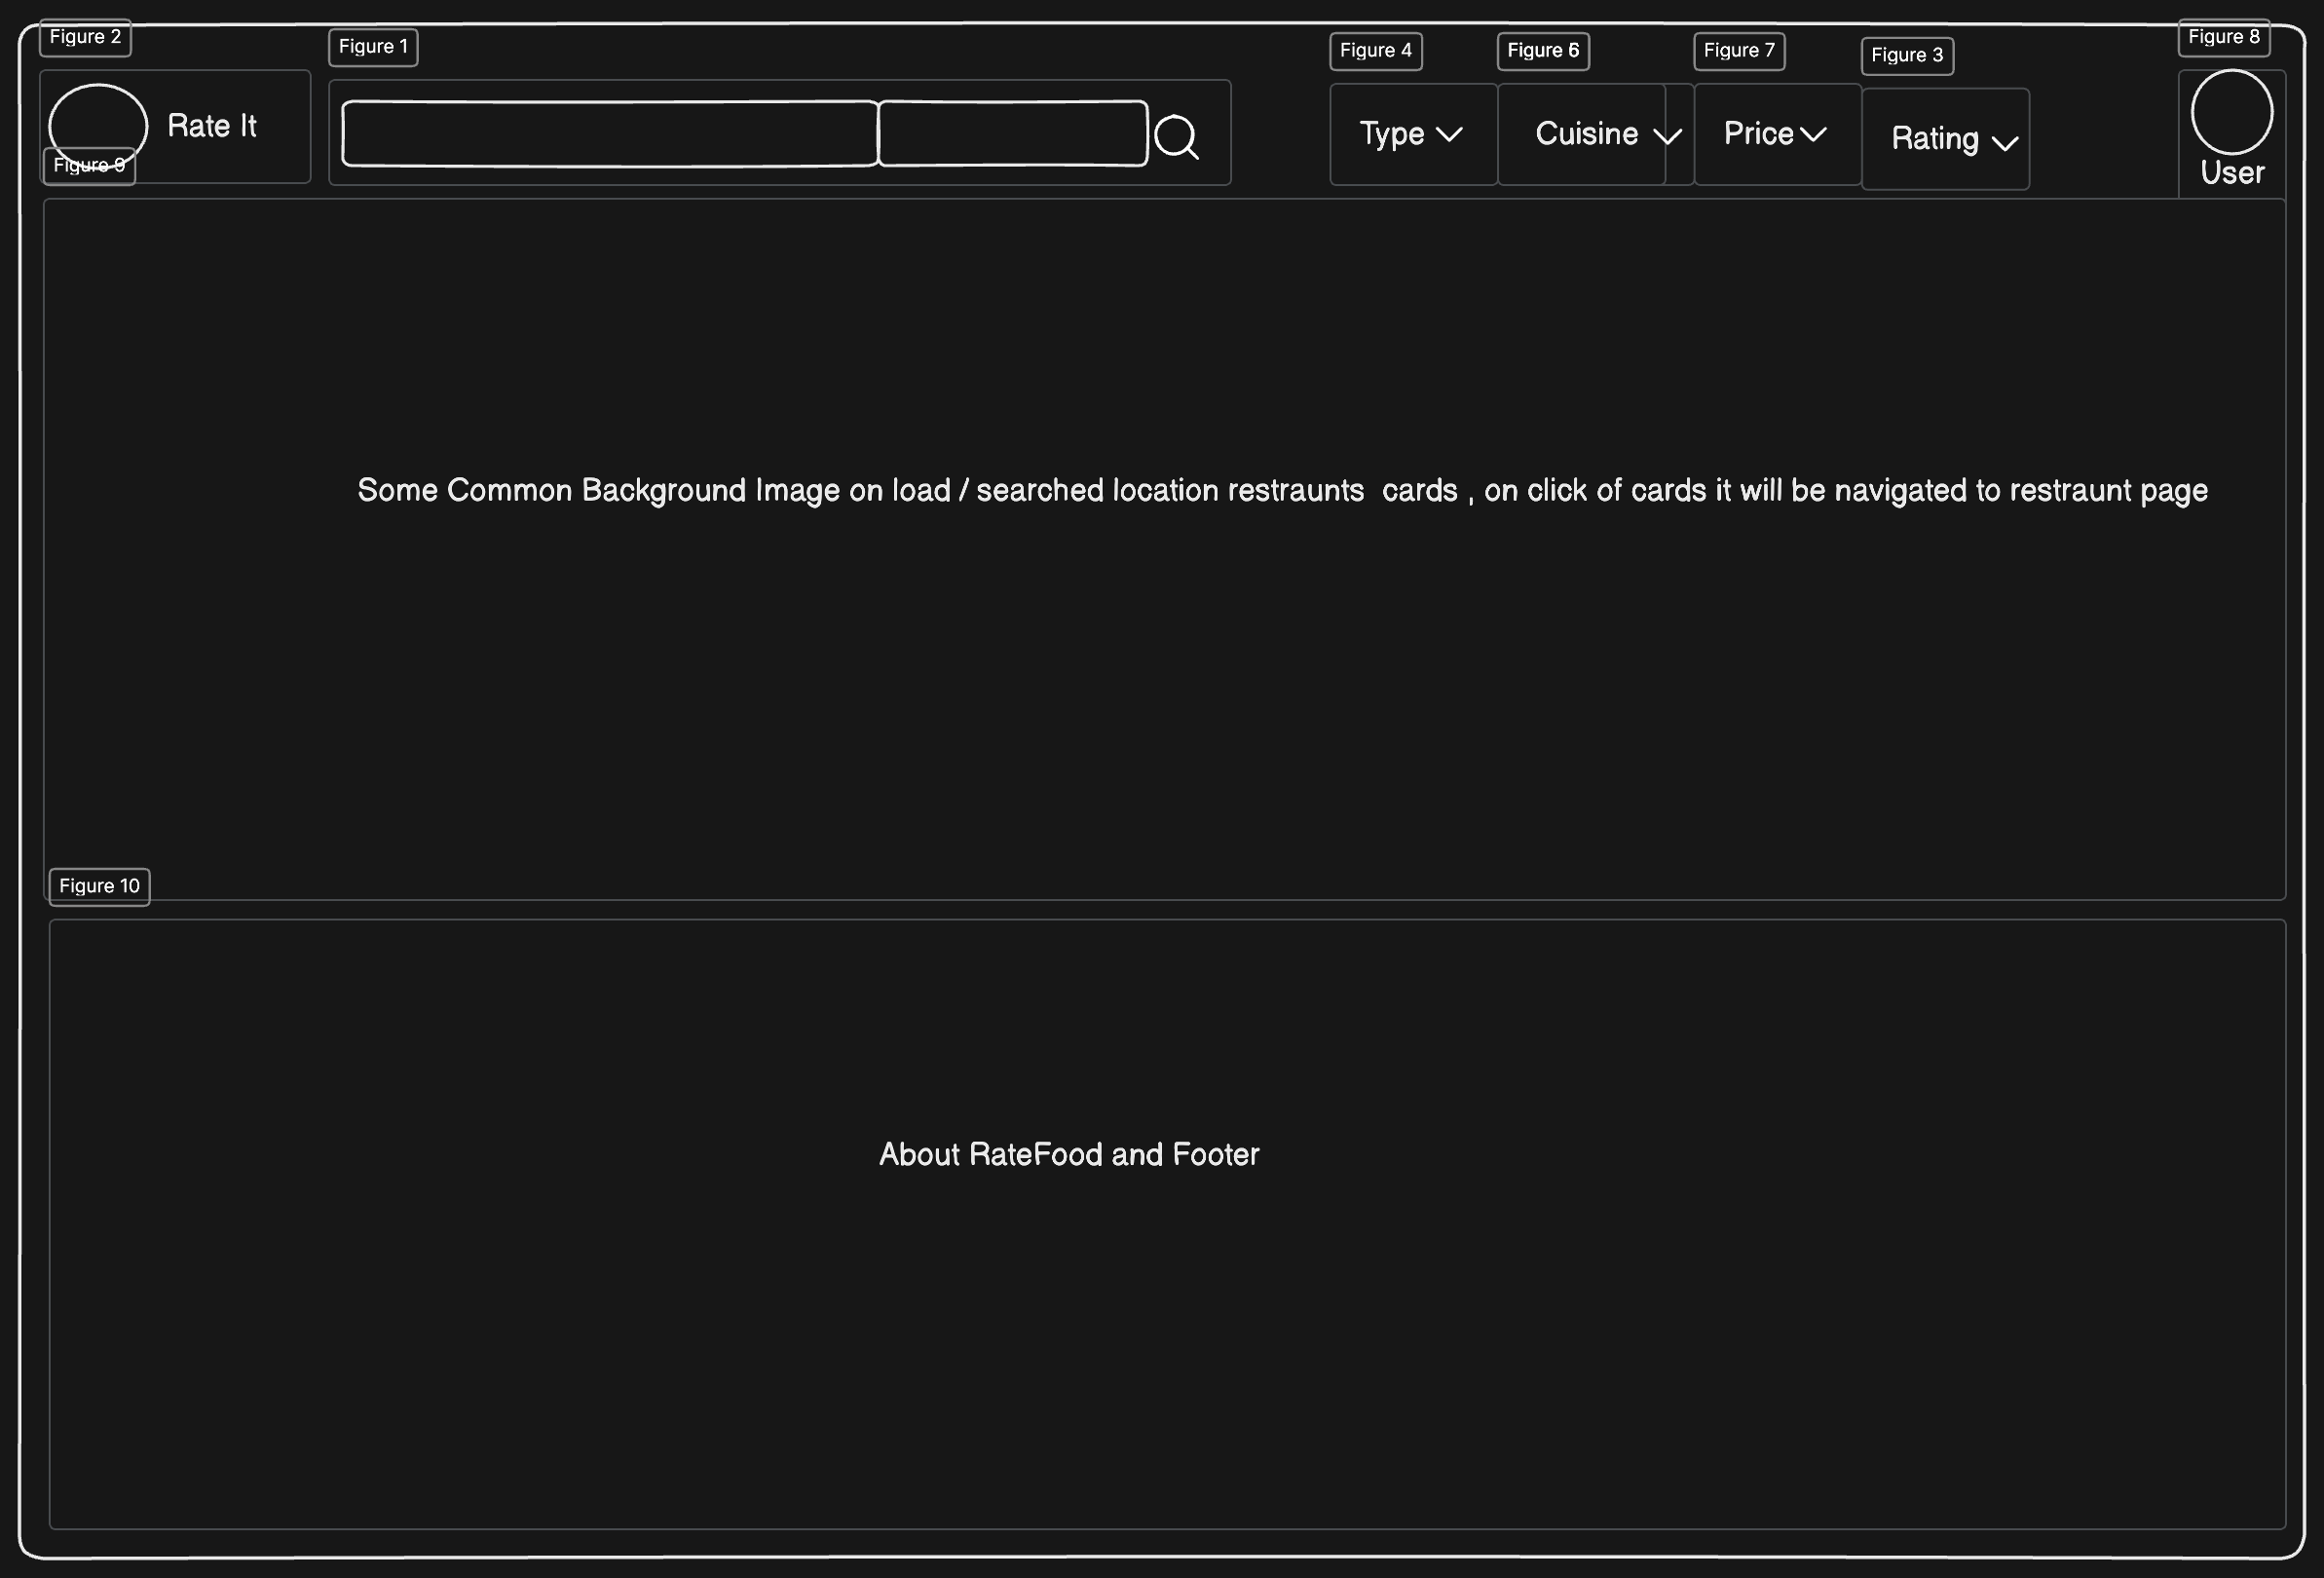 Figure 2
Figure 1
Figure 4
Figure 6
Figure 7
Figure 3
Figure 8
Rate It
Type
Cuisine
Price
Rating
User
Figure 9
Some Common Background Image on load / searched location restraunts  cards , on click of cards it will be navigated to restraunt page
Figure 10
About RateFood and Footer